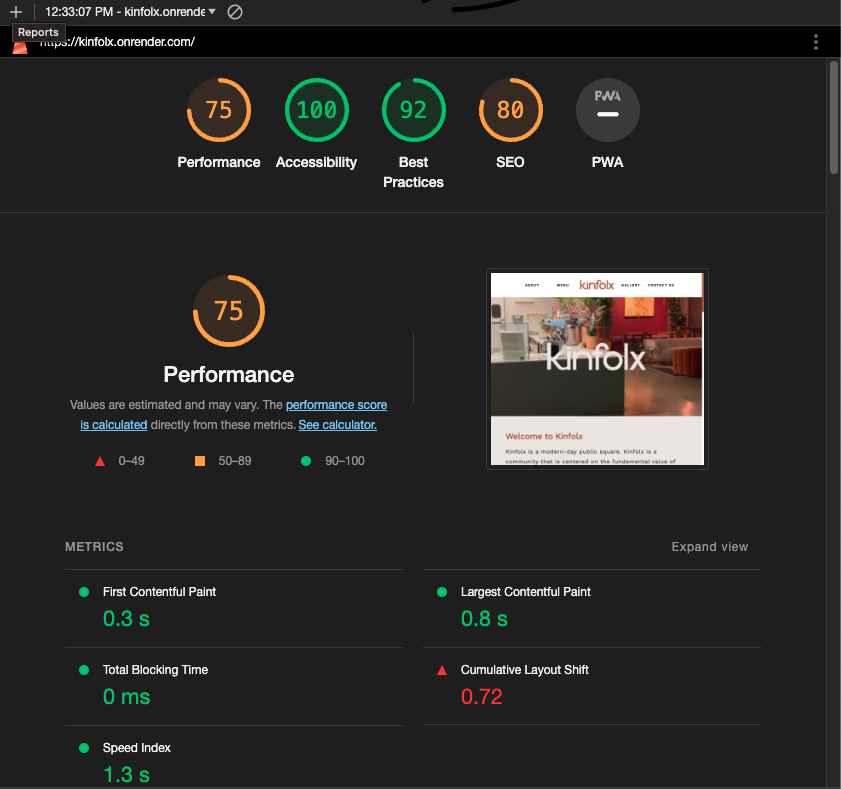 12:33:07 PM - kinfolx.onrende
Reports
https://kinfolx.onrender.com/
75
100
92
80
PWA
Performance
Accessibility
Best
Practices
SEO
PWA
75
Performance
Values are estimated and may vary. The performance score
is calculated directly from these metrics. See calculator.
0–49
50–89
90–100
ABOUT MENU kinfolx GALLERY CONTACT US
kinfolx
Welcome to Kinfolx
Kinfolx is a modern-day public square. Kinfolx is a
community that is centered on the fundamental value of
METRICS
Expand view
First Contentful Paint
0.3 s
Largest Contentful Paint
0.8 s
Total Blocking Time
0 ms
Cumulative Layout Shift
0.72
Speed Index
1.3 s